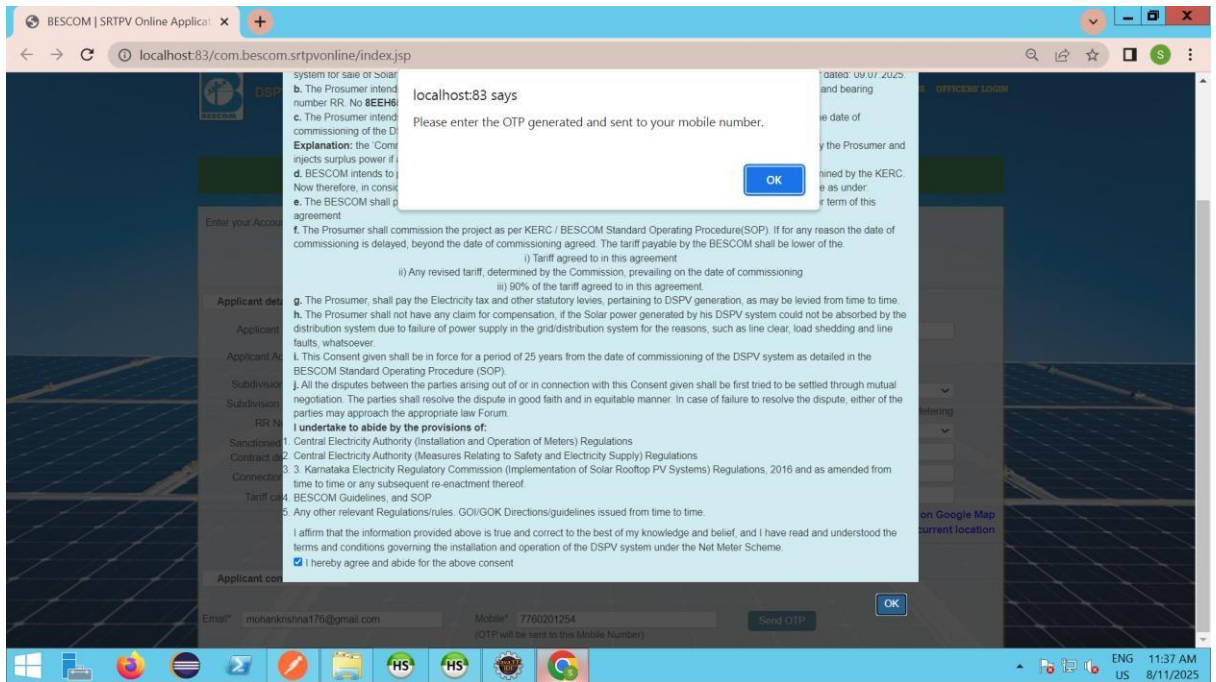 BESCOM | SRTPV Online Applicat
localhost:83/com.bescom.srtpvonline/index.jsp
S
DSP
OFFICERS' LOGIN
BESCOM
system for sale of Solar
dated: 09.07.2025.
localhost:83 says
Please enter the OTP generated and sent to your mobile number.
OK
b. The Prosumer intend
and bearing
number RR. No 8EEH6
c. The Prosumer intend
e date of
commissioning of the D
Explanation: the 'Com
y the Prosumer and
injects surplus power if
d. BESCOM intends to
mined by the KERC.
Now therefore, in consid
e as under:
e. The BESCOM shall p
r term of this
agreement
Enter your Accou
f. The Prosumer shall commission the project as per KERC / BESCOM Standard Operating Procedure(SOP). If for any reason the date of
commissioning is delayed, beyond the date of commissioning agreed. The tariff payable by the BESCOM shall be lower of the.
i) Tariff agreed to in this agreement
ii) Any revised tariff, determined by the Commission, prevailing on the date of commissioning
iii) 90% of the tariff agreed to in this agreement.
g. The Prosumer, shall pay the Electricity tax and other statutory levies, pertaining to DSPV generation, as may be levied from time to time.
h. The Prosumer shall not have any claim for compensation, if the Solar power generated by his DSPV system could not be absorbed by the
distribution system due to failure of power supply in the grid/distribution system for the reasons, such as line clear, load shedding and line
faults, whatsoever.
i. This Consent given shall be in force for a period of 25 years from the date of commissioning of the DSPV system as detailed in the
BESCOM Standard Operating Procedure (SOP).
j. All the disputes between the parties arising out of or in connection with this Consent given shall be first tried to be settled through mutual
negotiation. The parties shall resolve the dispute in good faith and in equitable manner. In case of failure to resolve the dispute, either of the
parties may approach the appropriate law Forum.
I undertake to abide by the provisions of:
1. Central Electricity Authority (Installation and Operation of Meters) Regulations
2. Central Electricity Authority (Measures Relating to Safety and Electricity Supply) Regulations
3. 3. Karnataka Electricity Regulatory Commission (Implementation of Solar Rooftop PV Systems) Regulations, 2016 and as amended from
time to time or any subsequent re-enactment thereof.
4. BESCOM Guidelines, and SOP
5. Any other relevant Regulations/rules. GOI/GOK Directions/guidelines issued from time to time.
I affirm that the information provided above is true and correct to the best of my knowledge and belief, and I have read and understood the
terms and conditions governing the installation and operation of the DSPV system under the Net Meter Scheme.
I hereby agree and abide for the above consent
OK
Applicant deta
Applicant
Applicant Ad
Subdivision
Subdivision
RR N
Sanctioned
Contract de
Connection
Tariff cat
Metering
on Google Map
current location
Applicant con
Email* mohankrishna176@gmail.com
Mobile* 7760201254
Send OTP
(OTP will be sent to this Mobile Number)
HS
HS
ENG 11:37 AM
US 8/11/2025